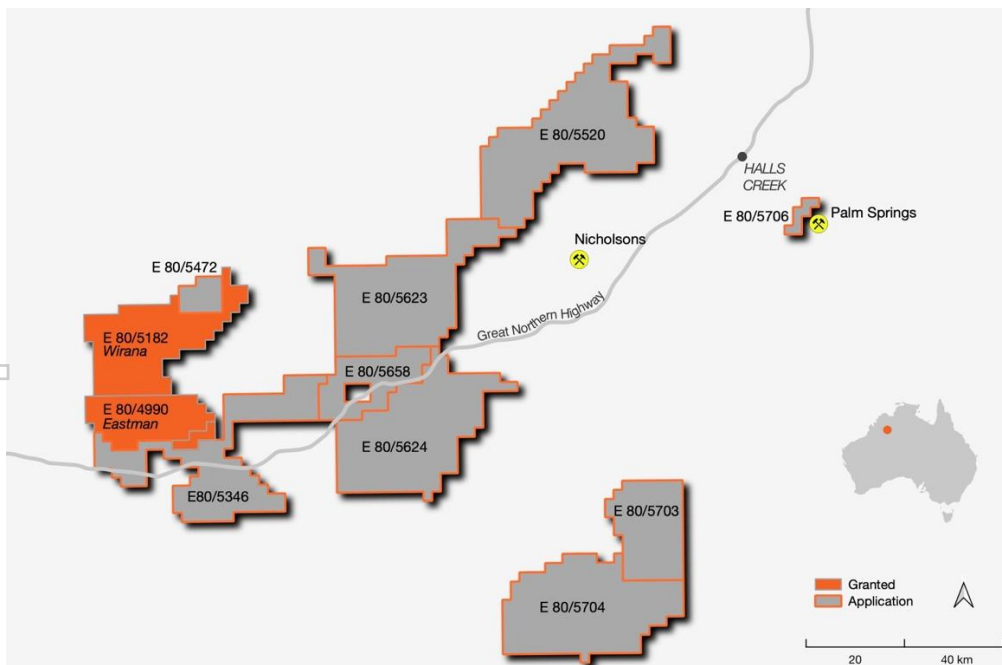 E 80/5520
HALLS
CREEK
E 80/5706
Palm Springs
Nicholsons
E 80/5472
E 80/5623
Great Northern Highway
E 80/5182
Wirana
E 80/5658
E 80/4990
Eastman
E 80/5624
E80/5346
E 80/5703
E 80/5704
Granted
Application
20
40 km